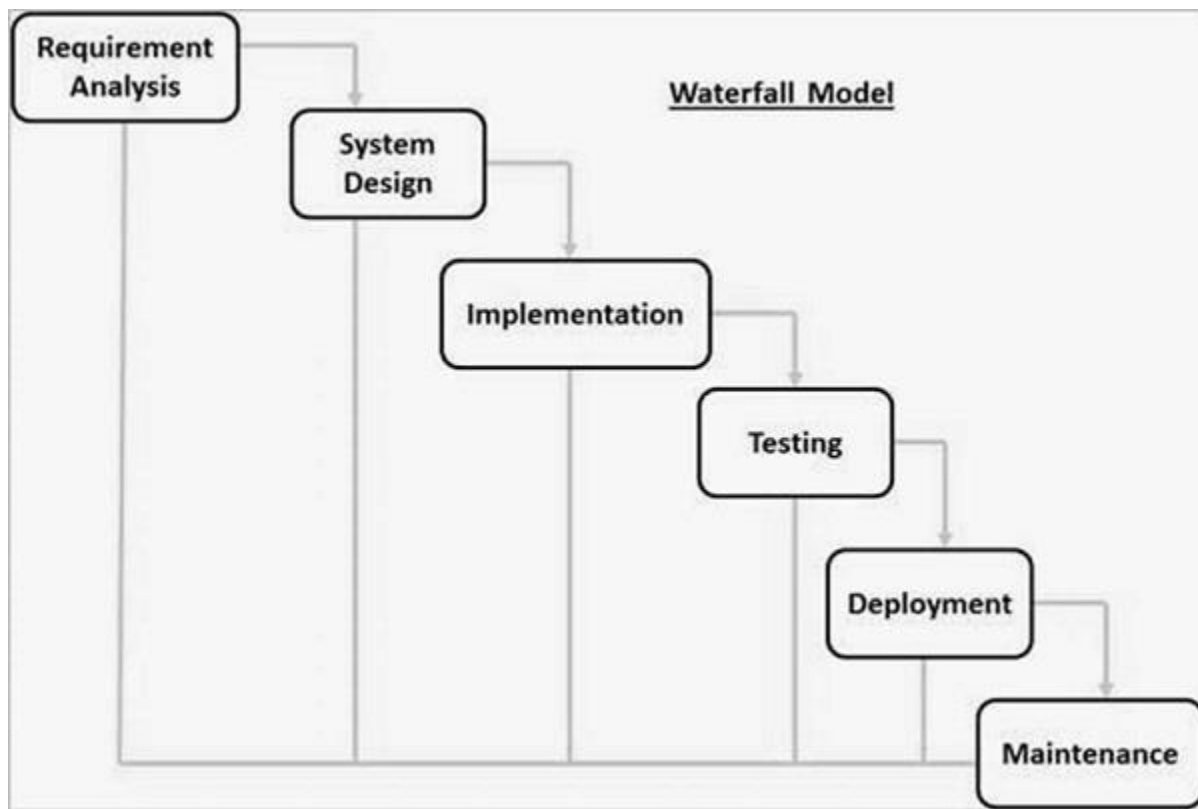 Requirement
Analysis
Waterfall Model
System
Design
Implementation
Testing
Deployment
Maintenance